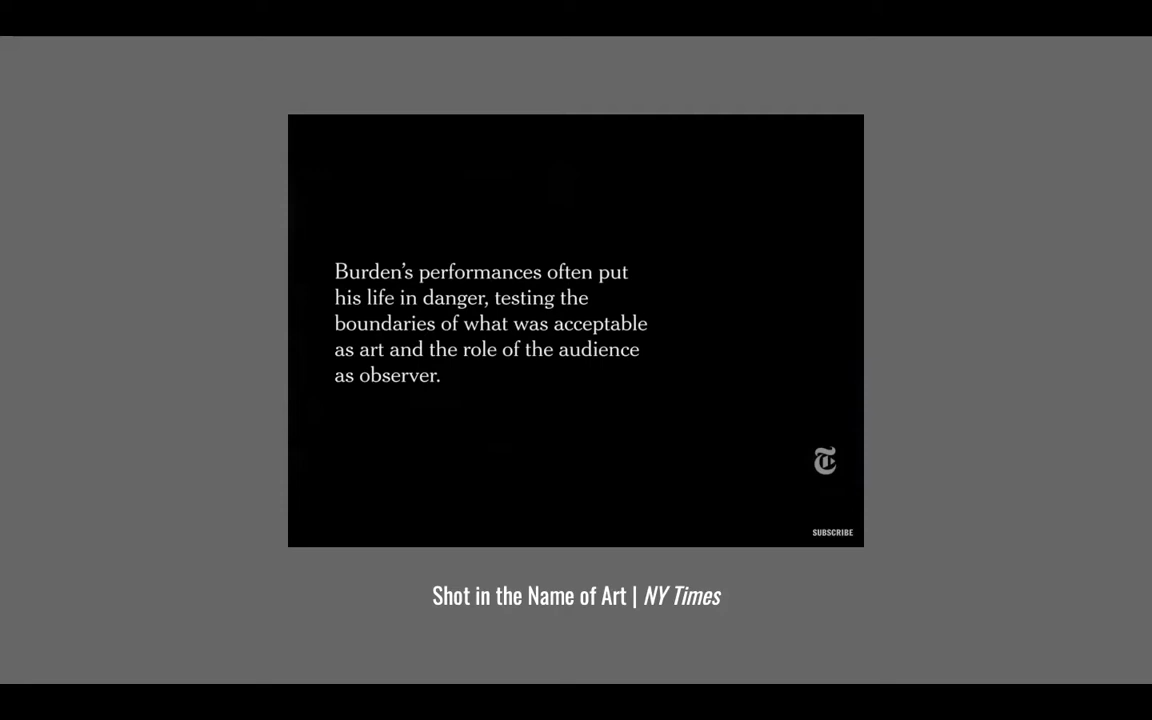 Burden's performances often put
his life in danger, testing the
boundaries of what was acceptable
as art and the role of the audience
as observer.
T
SUBSCRIBE
Shot in the Name of Art | NY Times